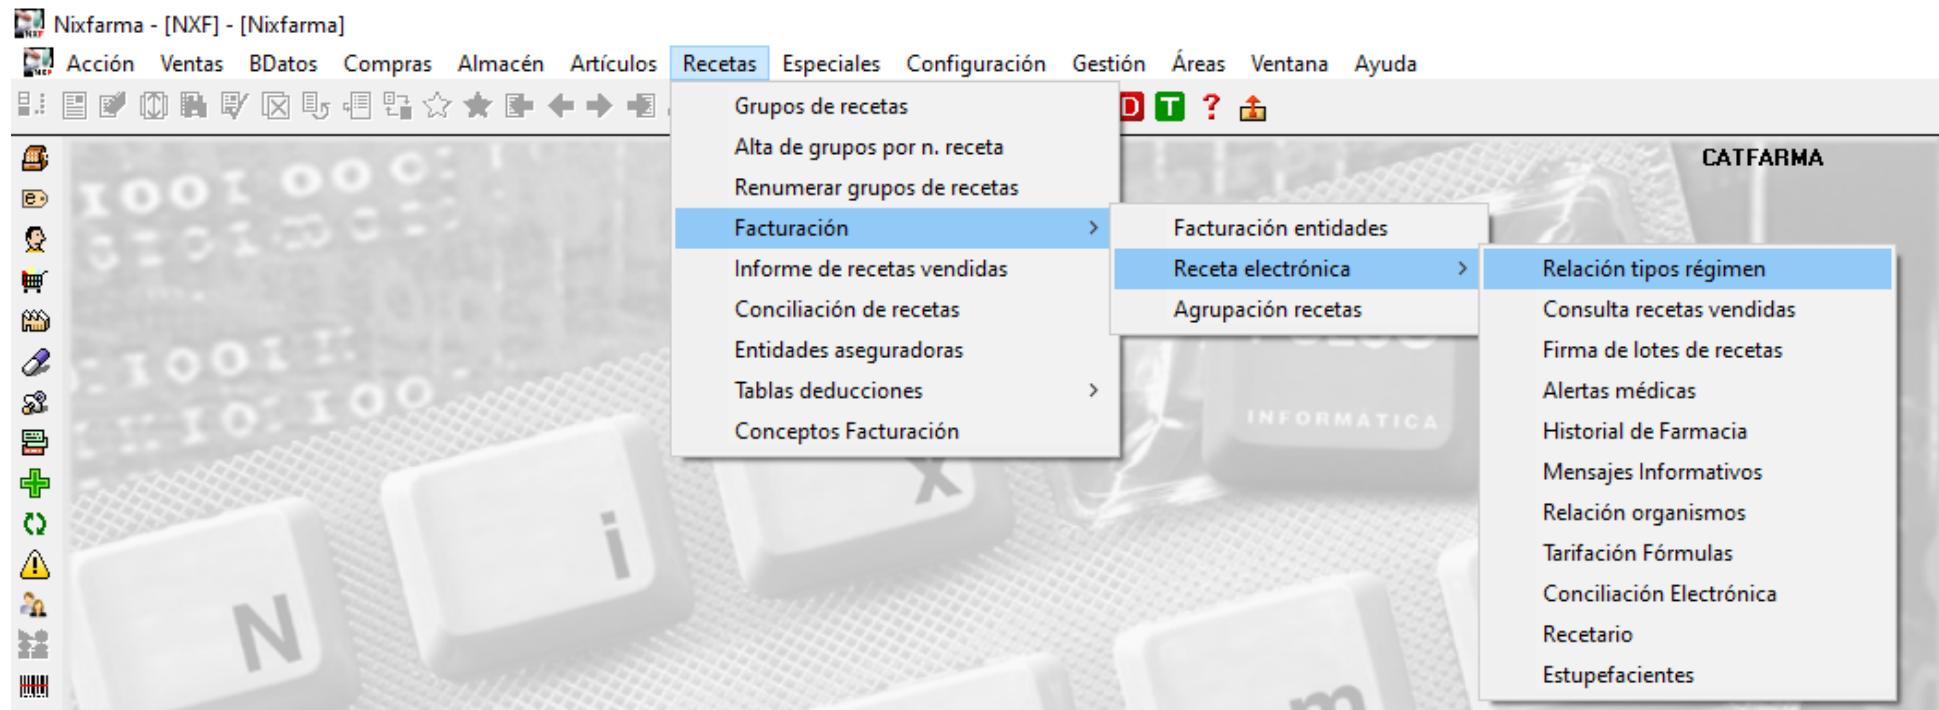 Nixfarma - [NXF] - [Nixfarma]
Acción Ventas BDatos Compras Almacén Artículos Recetas Especiales Configuración Gestión Áreas Ventana Ayuda
D T ?
CATFARMA
Grupos de recetas
Alta de grupos por n. receta
Renumerar grupos de recetas
Facturación >
Informe de recetas vendidas
Conciliación de recetas
Entidades aseguradoras
Tablas deducciones >
Conceptos Facturación
Facturación entidades
Receta electrónica >
Agrupación recetas
Relación tipos régimen
Consulta recetas vendidas
Firma de lotes de recetas
Alertas médicas
Historial de Farmacia
Mensajes Informativos
Relación organismos
Tarifación Fórmulas
Conciliación Electrónica
Recetario
Estupefacientes
INFORMATICA
N i x m